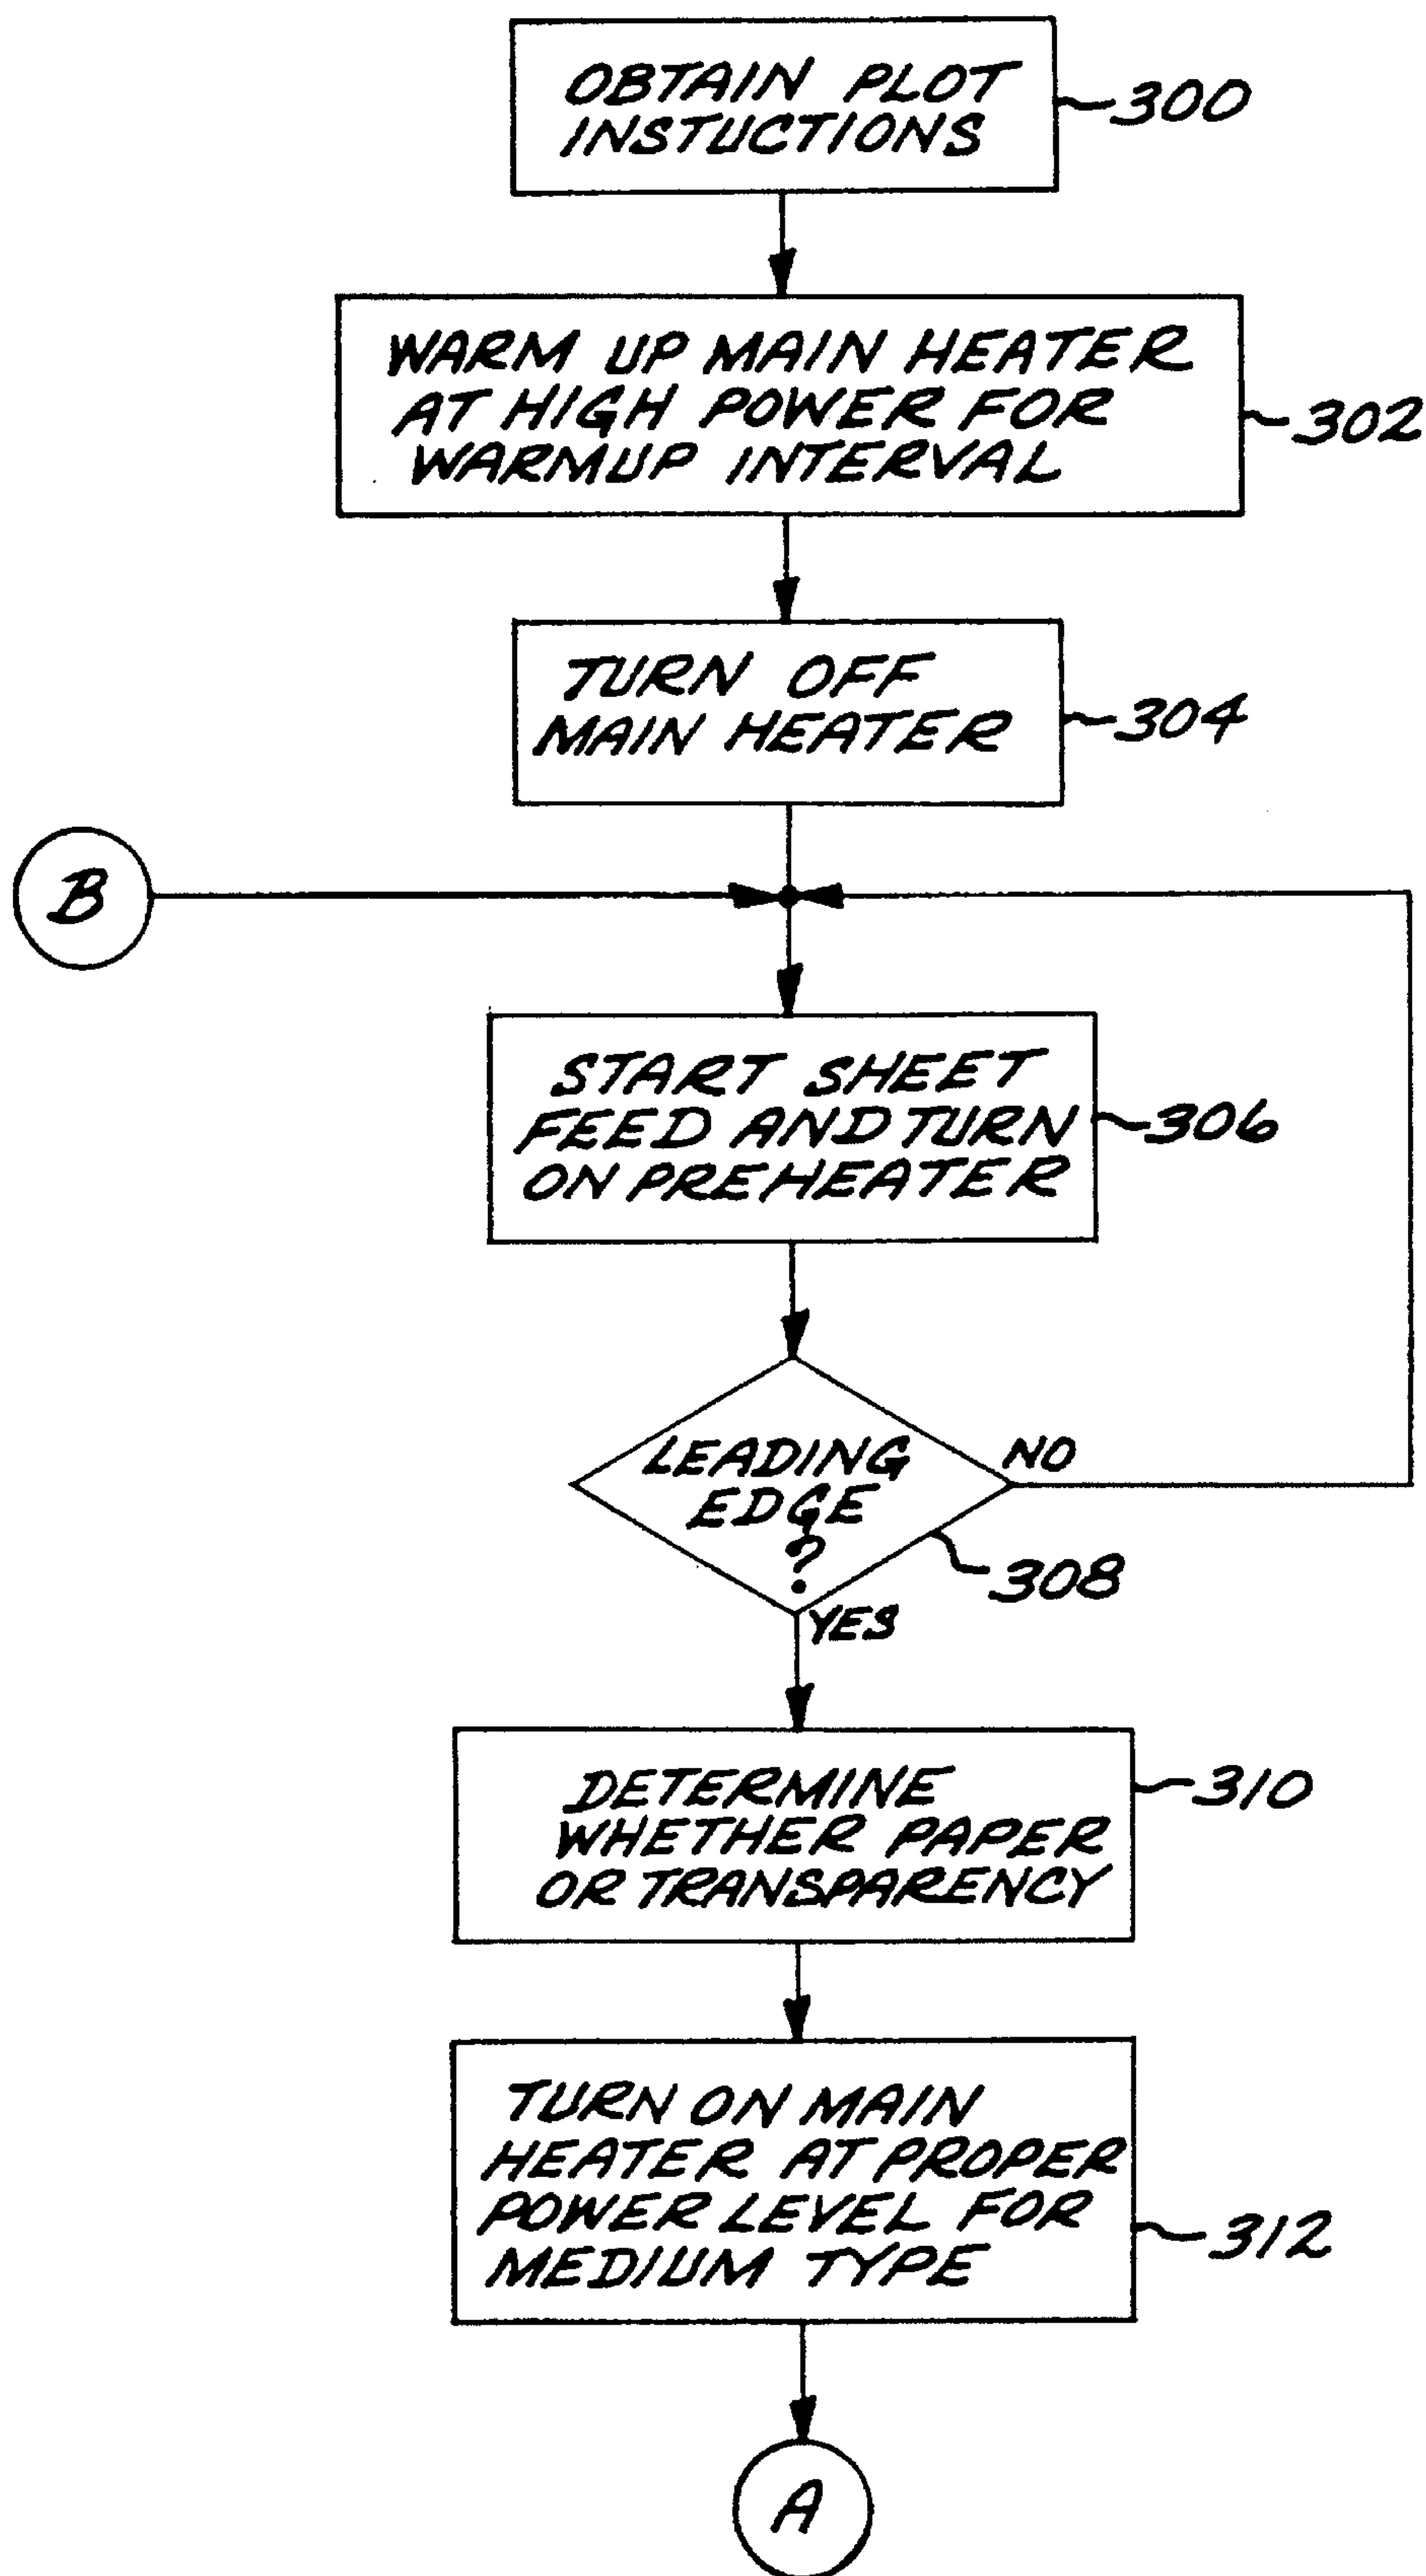 OBTAIN PLOT
INSTUCTIONS
300
WARM UP MAIN HEATER
AT HIGH POWER FOR
WARMUP INTERVAL
302
TURN OFF
MAIN HEATER
304
B
START SHEET
FEED AND TURN
ON PREHEATER
306
LEADING
EDGE
?
NO
308
YES
DETERMINE
WHETHER PAPER
OR TRANSPARENCY
310
TURN ON MAIN
HEATER AT PROPER
POWER LEVEL FOR
MEDIUM TYPE
312
A